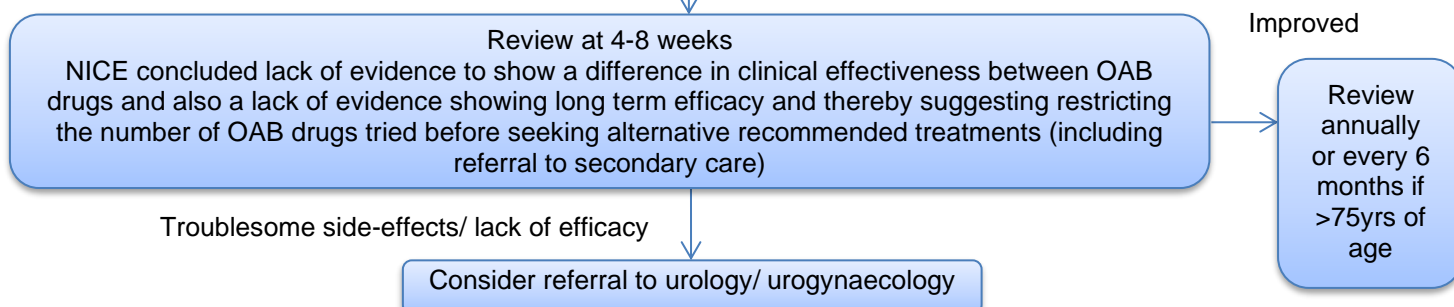 Review at 4-8 weeks
NICE concluded lack of evidence to show a difference in clinical effectiveness between OAB
drugs and also a lack of evidence showing long term efficacy and thereby suggesting restricting
the number of OAB drugs tried before seeking alternative recommended treatments (including
referral to secondary care)
Improved
Review
annually
or every 6
months if
>75yrs of
age
Troublesome side-effects/ lack of efficacy
Consider referral to urology/ urogynaecology